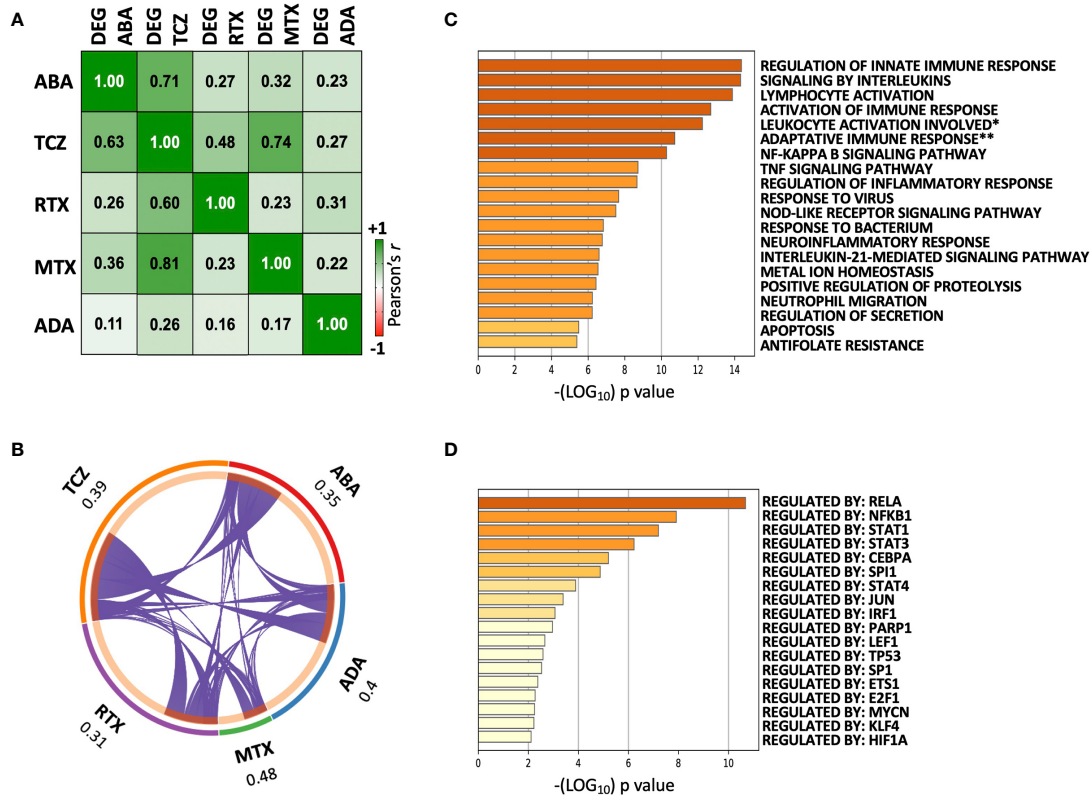 A
DEG ABA
DEG TCZ
DEG RTX
DEG MTX
DEG ADA
ABA 1.00 0.71 0.27 0.32 0.23
TCZ 0.63 1.00 0.48 0.74 0.27
RTX 0.26 0.60 1.00 0.23 0.31
MTX 0.36 0.81 0.23 1.00 0.22
ADA 0.11 0.26 0.16 0.17 1.00
+1
Pearson's r
-1
B
TCZ
0.39
ABA
0.35
ADA
0.4
MTX
0.48
RTX
0.31
C
REGULATION OF INNATE IMMUNE RESPONSE
SIGNALING BY INTERLEUKINS
LYMPHOCYTE ACTIVATION
ACTIVATION OF IMMUNE RESPONSE
LEUKOCYTE ACTIVATION INVOLVED*
ADAPTATIVE IMMUNE RESPONSE**
NF-KAPPA B SIGNALING PATHWAY
TNF SIGNALING PATHWAY
REGULATION OF INFLAMMATORY RESPONSE
RESPONSE TO VIRUS
NOD-LIKE RECEPTOR SIGNALING PATHWAY
RESPONSE TO BACTERIUM
NEUROINFLAMMATORY RESPONSE
INTERLEUKIN-21-MEDIATED SIGNALING PATHWAY
METAL ION HOMEOSTASIS
POSITIVE REGULATION OF PROTEOLYSIS
NEUTROPHIL MIGRATION
REGULATION OF SECRETION
APOPTOSIS
ANTIFOLATE RESISTANCE
0 2 4 6 8 10 12 14
-(LOG10) p value
D
REGULATED BY: RELA
REGULATED BY: NFKB1
REGULATED BY: STAT1
REGULATED BY: STAT3
REGULATED BY: CEBPA
REGULATED BY: SPI1
REGULATED BY: STAT4
REGULATED BY: JUN
REGULATED BY: IRF1
REGULATED BY: PARP1
REGULATED BY: LEF1
REGULATED BY: TP53
REGULATED BY: SP1
REGULATED BY: ETS1
REGULATED BY: E2F1
REGULATED BY: MYCN
REGULATED BY: KLF4
REGULATED BY: HIF1A
0 2 4 6 8 10
-(LOG10) p value